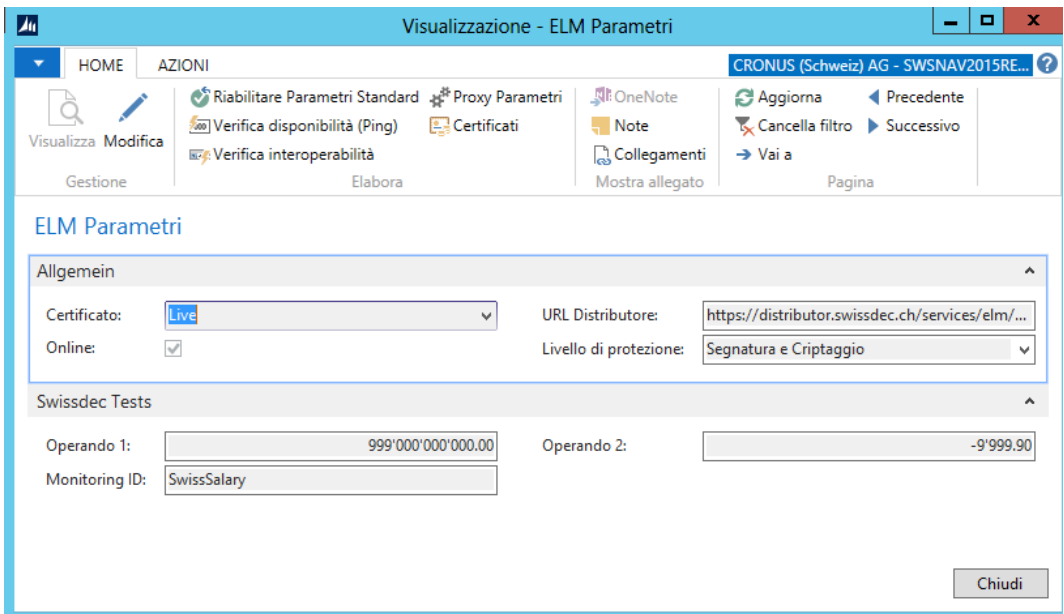 Visualizzazione - ELM Parametri
HOME AZIONI CRONUS (Schweiz) AG - SWSNAV2015RE...
Visualizza
Modifica
Gestione
Riabilitare Parametri Standard
Verifica disponibilità (Ping)
Verifica interoperabilità
Proxy Parametri
Certificati
Elabora
OneNote
Note
Collegamenti
Mostra allegato
Aggiorna
Cancella filtro
Vai a
Precedente
Successivo
Pagina
ELM Parametri
Allgemein
Certificato: Live
Online:
URL Distributore: https://distributor.swissdec.ch/services/elm/...
Livello di protezione: Segnatura e Criptaggio
Swissdec Tests
Operando 1: 999'000'000'000.00
Monitoring ID: SwissSalary
Operando 2: -9'999.90
Chiudi